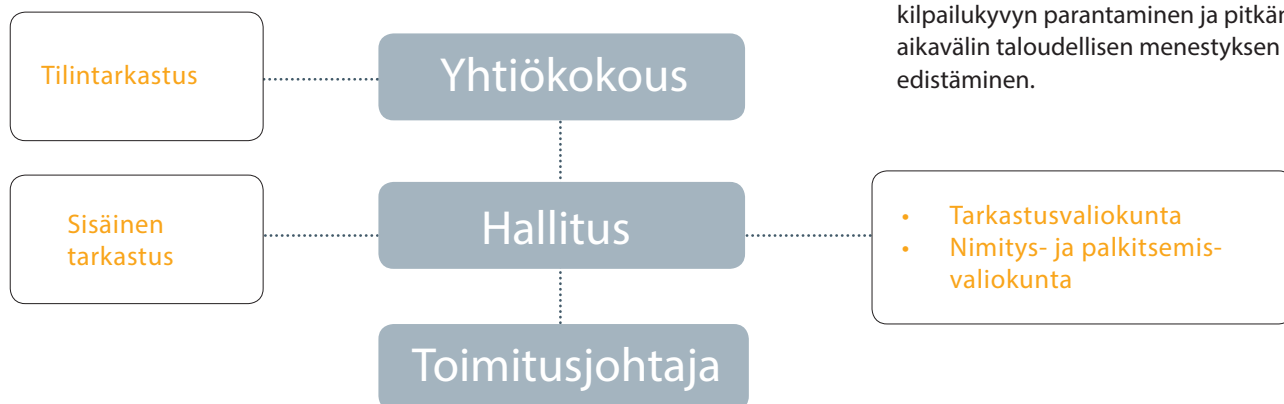 kilpailukyvyn parantaminen ja pitkän
aikavälin taloudellisen menestyksen
edistäminen.
Tilintarkastus
Yhtiökokous
Sisäinen
tarkastus
Hallitus
• Tarkastusvaliokunta
• Nimitys- ja palkitsemis-
valiokunta
Toimitusjohtaja